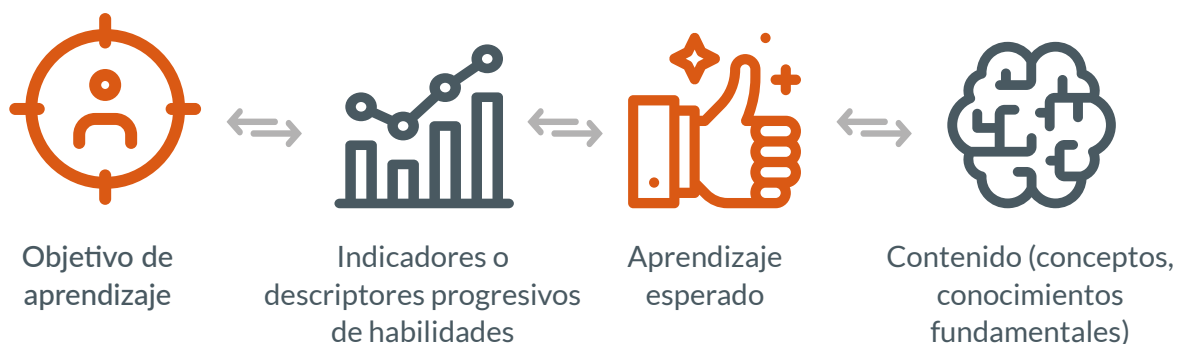 Objetivo de
aprendizaje
Indicadores o
descriptores progresivos
de habilidades
Aprendizaje
esperado
Contenido (conceptos,
conocimientos
fundamentales)